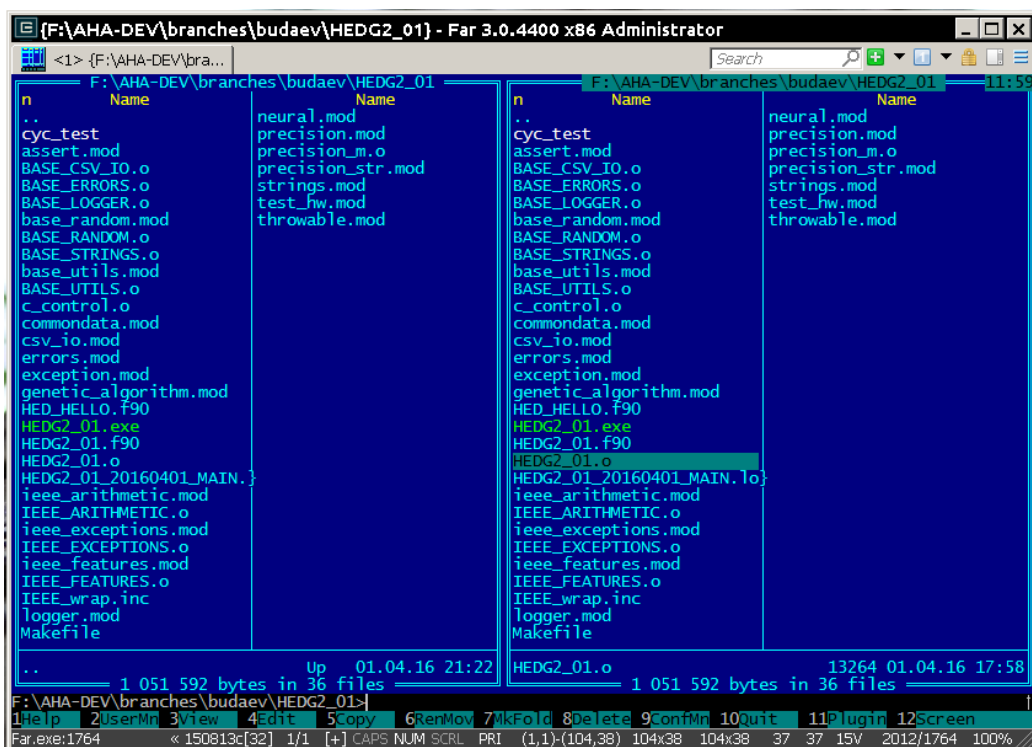 {F:\AHA-DEV\branches\budaev\HEDG2_01} - Far 3.0.4400 x86 Administrator
<1> {F:\AHA-DEV\bra...
Search
F:\AHA-DEV\branches\budaev\HEDG2_01
n Name Name
..
cyc_test
assert.mod
BASE_CSV_IO.o
BASE_ERRORS.o
BASE_LOGGER.o
base_random.mod
BASE_RANDOM.o
BASE_STRINGS.o
base_utils.mod
BASE_UTILS.o
c_control.o
commondata.mod
csv_io.mod
errors.mod
exception.mod
genetic_algorithm.mod
HED_HELLO.f90
HEDG2_01.exe
HEDG2_01.f90
HEDG2_01.o
HEDG2_01_20160401_MAIN.}
ieee_arithmetic.mod
IEEE_ARITHMETIC.o
ieee_exceptions.mod
IEEE_EXCEPTIONS.o
ieee_features.mod
IEEE_FEATURES.o
IEEE_wrap.inc
logger.mod
Makefile
neural.mod
precision.mod
precision_m.o
precision_str.mod
strings.mod
test_hw.mod
throwable.mod
.. Up 01.04.16 21:22
1 051 592 bytes in 36 files
F:\AHA-DEV\branches\budaev\HEDG2_01 11:59
n Name Name
..
cyc_test
assert.mod
BASE_CSV_IO.o
BASE_ERRORS.o
BASE_LOGGER.o
base_random.mod
BASE_RANDOM.o
BASE_STRINGS.o
base_utils.mod
BASE_UTILS.o
c_control.o
commondata.mod
csv_io.mod
errors.mod
exception.mod
genetic_algorithm.mod
HED_HELLO.f90
HEDG2_01.exe
HEDG2_01.f90
HEDG2_01.o
HEDG2_01_20160401_MAIN.lo}
ieee_arithmetic.mod
IEEE_ARITHMETIC.o
ieee_exceptions.mod
IEEE_EXCEPTIONS.o
ieee_features.mod
IEEE_FEATURES.o
IEEE_wrap.inc
logger.mod
Makefile
neural.mod
precision.mod
precision_m.o
precision_str.mod
strings.mod
test_hw.mod
throwable.mod
HEDG2_01.o 13264 01.04.16 17:58
1 051 592 bytes in 36 files
F:\AHA-DEV\branches\budaev\HEDG2_01>
1Help 2UserMn 3View 4Edit 5Copy 6RenMov 7MkFold 8Delete 9ConfMn 10Quit 11Plugin 12Screen
Far.exe:1764 « 150813c[32] 1/1 [+] CAPS NUM SCRL PRI (1,1)-(104,38) 104x38 104x38 37 37 15V 2012/1764 100%